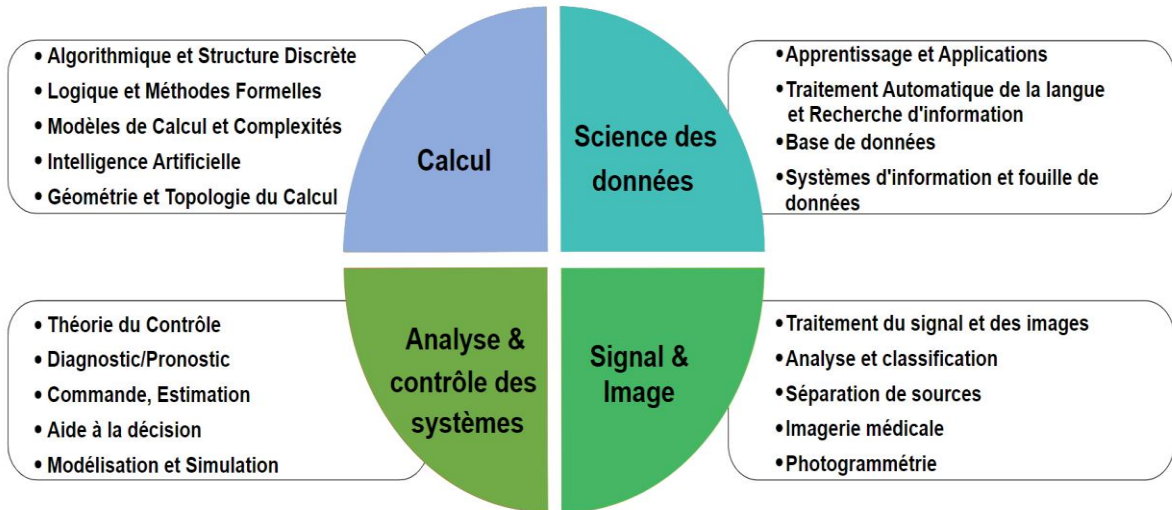 • Algorithmique et Structure Discrète
• Logique et Méthodes Formelles
• Modèles de Calcul et Complexités
• Intelligence Artificielle
• Géométrie et Topologie du Calcul
Calcul
Science des
données
• Apprentissage et Applications
• Traitement Automatique de la langue
et Recherche d'information
• Base de données
• Systèmes d'information et fouille de
données
• Théorie du Contrôle
• Diagnostic/Pronostic
• Commande, Estimation
• Aide à la décision
• Modélisation et Simulation
Analyse &
contrôle des
systèmes
Signal &
Image
• Traitement du signal et des images
• Analyse et classification
• Séparation de sources
• Imagerie médicale
• Photogrammétrie